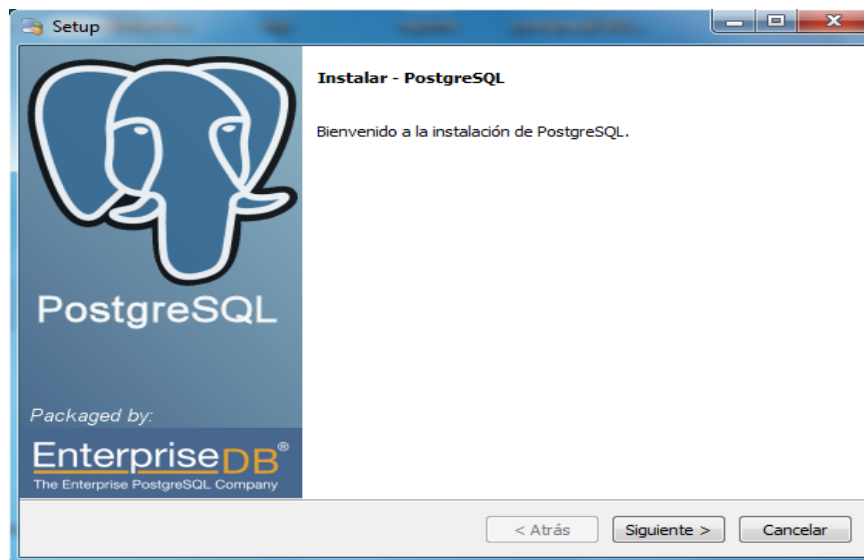 Setup
Instalar - PostgreSQL
Bienvenido a la instalación de PostgreSQL.
PostgreSQL
Packaged by:
EnterpriseDB®
The Enterprise PostgreSQL Company
< Atrás
Siguiente >
Cancelar